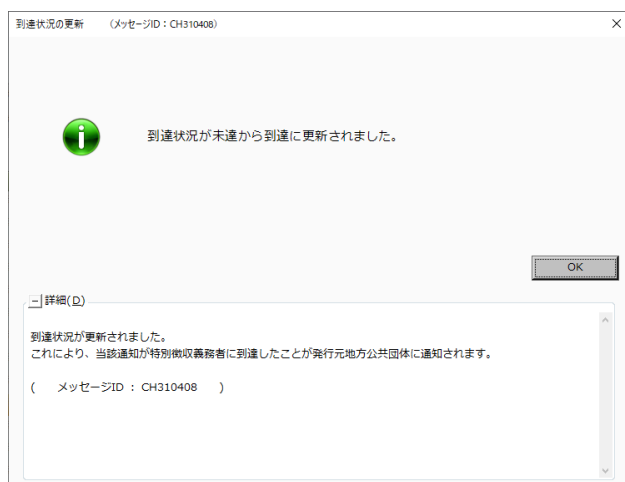 到達状況の更新　　（メッセージID：CH310408）
到達状況が未達から到達に更新されました。
OK
詳細(D)
到達状況が更新されました。
これにより、当該通知が特別徴収義務者に到達したことが発行元地方公共団体に通知されます。
(　　メッセージID ： CH310408　　)